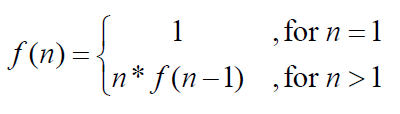 f(n) = { 1 , for n = 1
n * f(n−1) , for n > 1